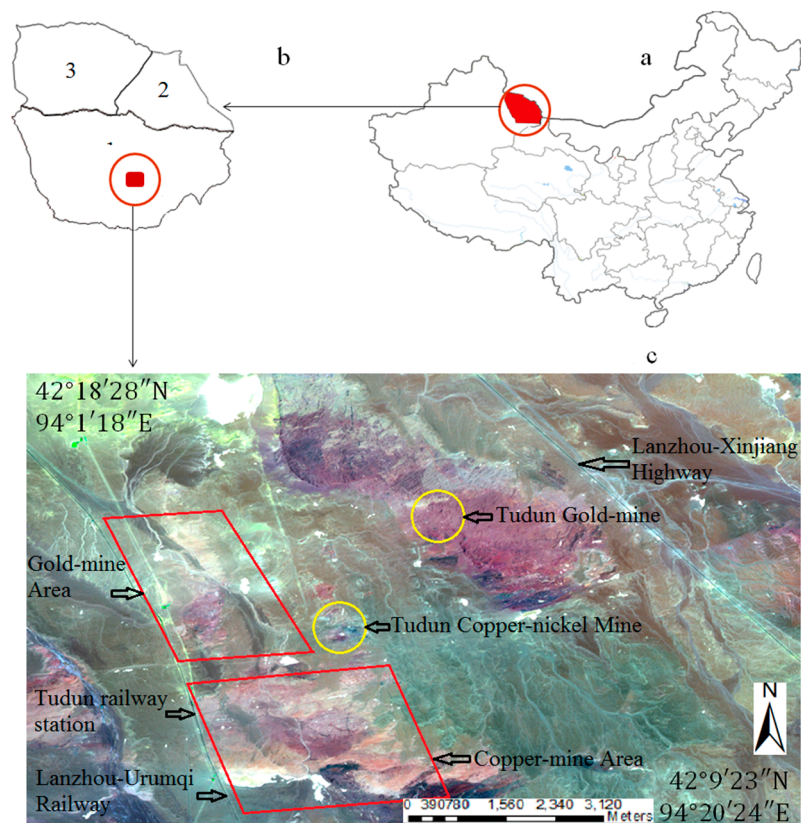 3
2
b
a
c
42°18′28″N
94°1′18″E
Lanzhou-Xinjiang
Highway
Tudun Gold-mine
Gold-mine
Area
Tudun Copper-nickel Mine
Tudun railway
station
Copper-mine Area
Lanzhou-Urumqi
Railway
N
42°9′23″N
94°20′24″E
0 390780 1,560 2,340 3,120
Meters